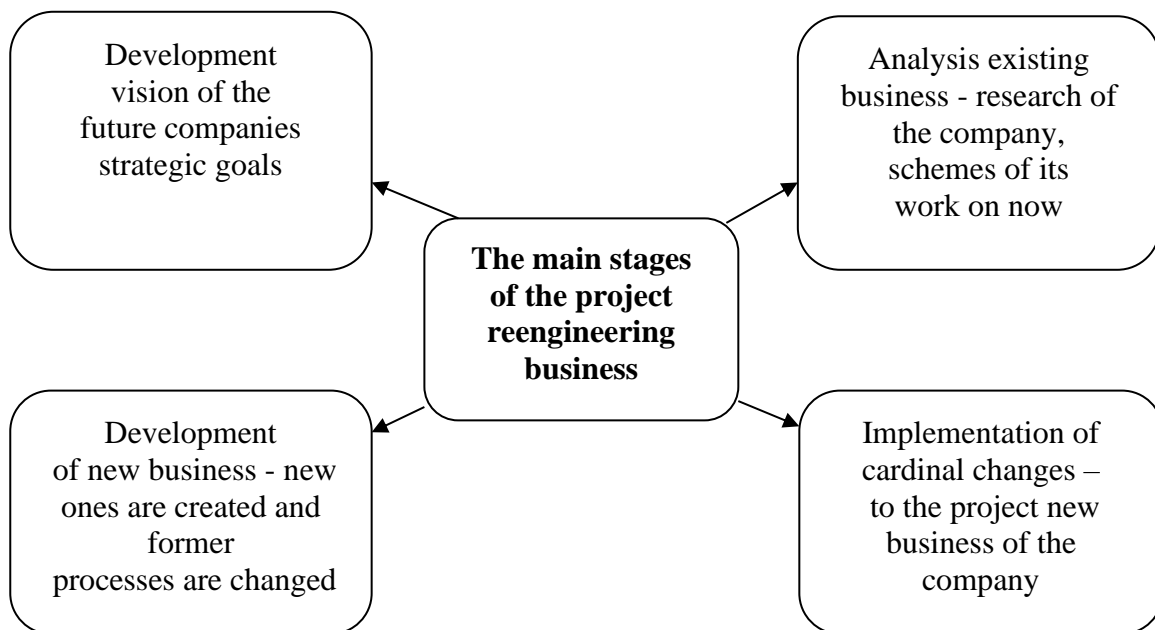 Development
vision of the
future companies
strategic goals
Analysis existing
business - research of
the company,
schemes of its
work on now
The main stages
of the project
reengineering
business
Development
of new business - new
ones are created and
former
processes are changed
Implementation of
cardinal changes –
to the project new
business of the
company